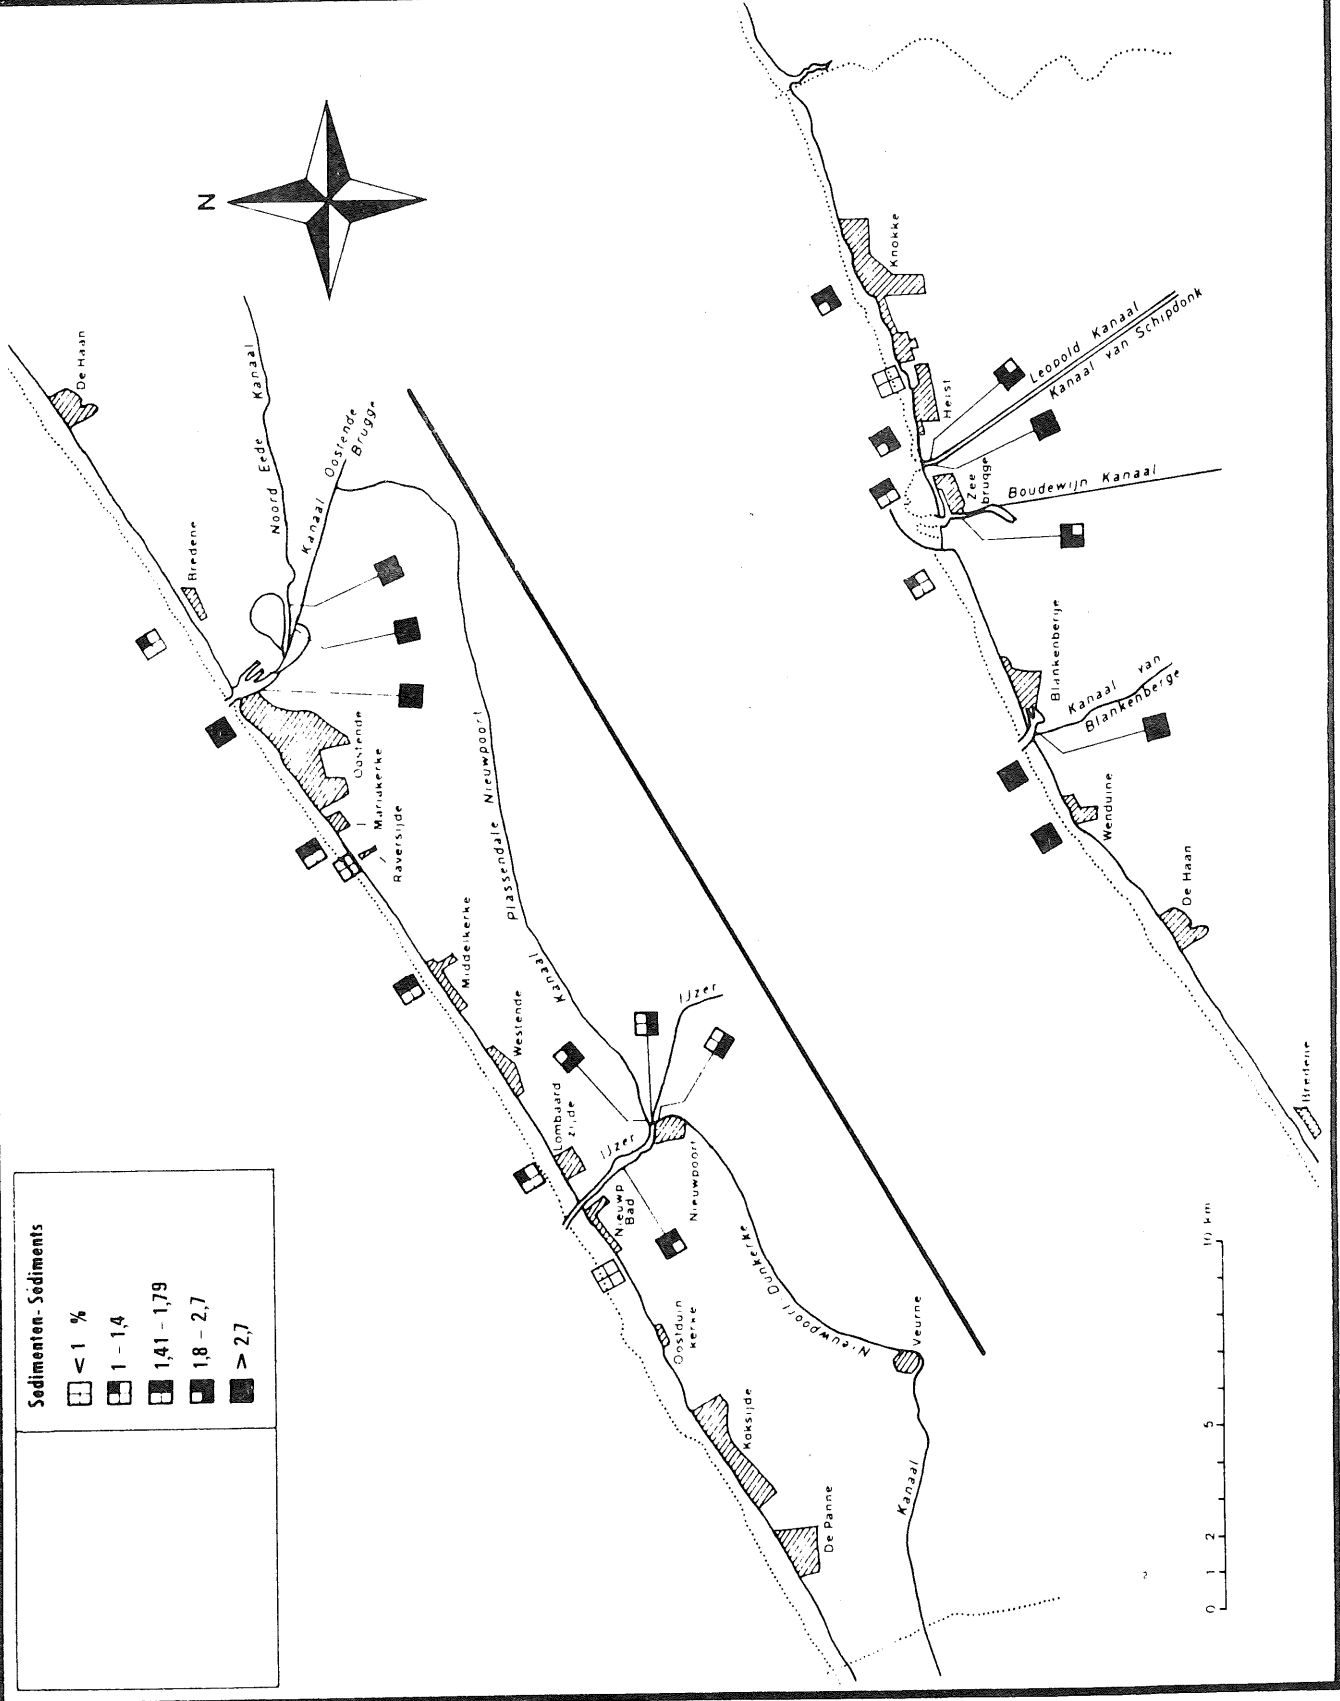 Sedimenten - Sédiments
< 1 %
1 - 1,4
1,41 - 1,79
1,8 - 2,7
> 2,7
N
De Haan
Bredene
Noord Eede Kanaal
Kanaal Oostende
Brugge
Oostende
Mariakerke
Raversijde
Middelkerke
Westende
Lombaard
zijde
Kanaal Plassendale Nieuwpoort
IJzer
IJzer
Nieuwpoort
Nieuwp
Bad
Oostduin
kerke
Koksijde
De Panne
Kanaal Nieuwpoort Dunkerke
Veurne
Knokke
Heist
Leopold Kanaal
Kanaal van Schipdonk
Zee
brugge
Boudewijn Kanaal
Blankenberge
Kanaal van
Blankenberge
Wenduine
De Haan
Bredene
0 1 2 5 10 km